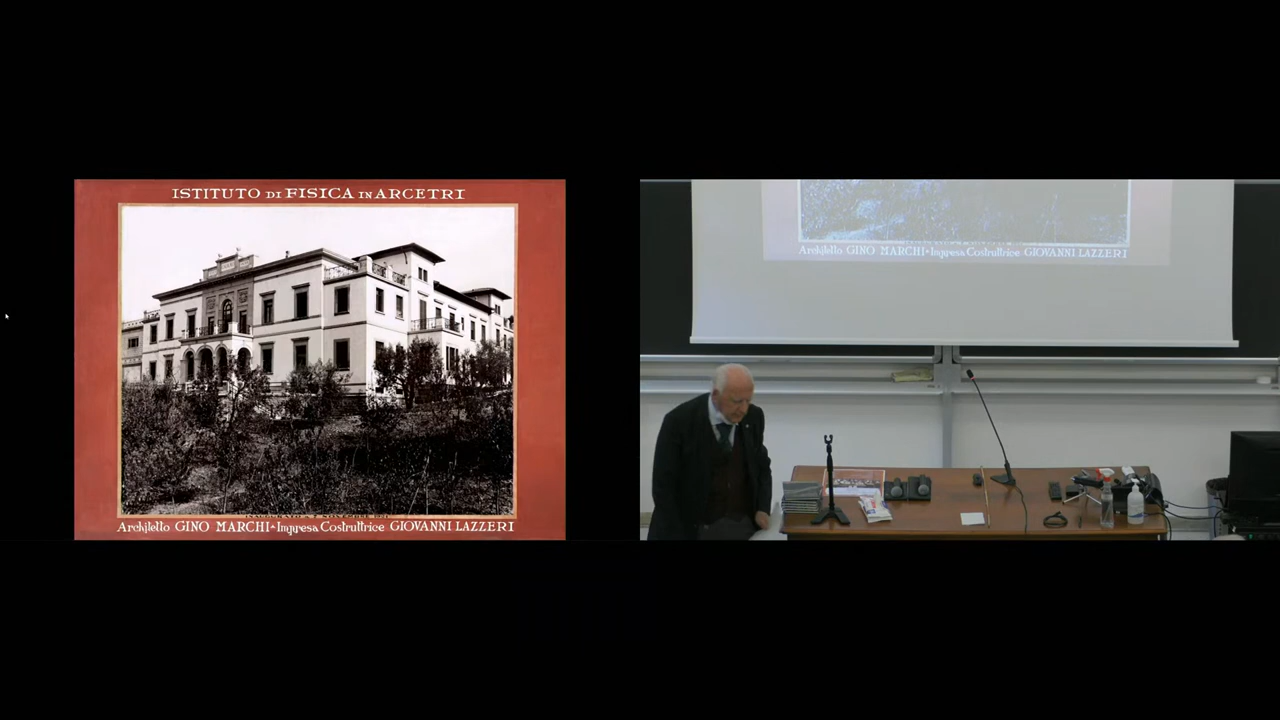 ISTITUTO DI FISICA IN ARCETRI
Architetto GINO MARCHI • Impresa Costruttrice GIOVANNI LAZZERI
Architetto GINO MARCHI • Impresa Costruttrice GIOVANNI LAZZERI